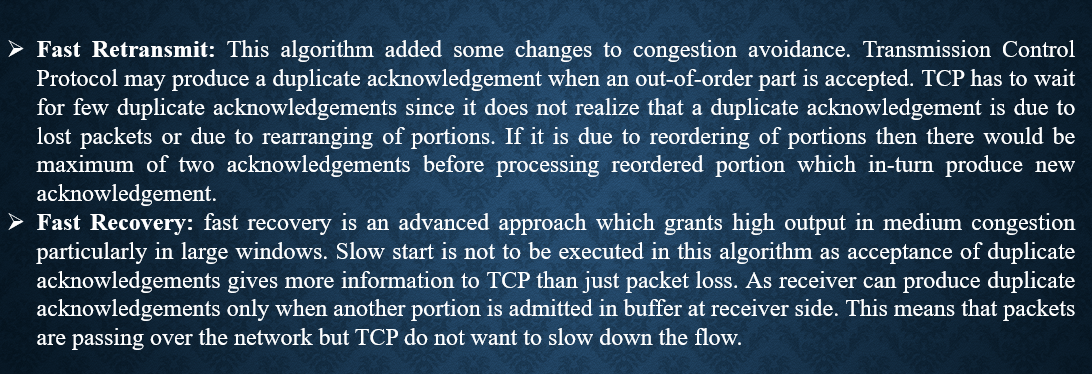 ➢ Fast Retransmit: This algorithm added some changes to congestion avoidance. Transmission Control
Protocol may produce a duplicate acknowledgement when an out-of-order part is accepted. TCP has to wait
for few duplicate acknowledgements since it does not realize that a duplicate acknowledgement is due to
lost packets or due to rearranging of portions. If it is due to reordering of portions then there would be
maximum of two acknowledgements before processing reordered portion which in-turn produce new
acknowledgement.
➢ Fast Recovery: fast recovery is an advanced approach which grants high output in medium congestion
particularly in large windows. Slow start is not to be executed in this algorithm as acceptance of duplicate
acknowledgements gives more information to TCP than just packet loss. As receiver can produce duplicate
acknowledgements only when another portion is admitted in buffer at receiver side. This means that packets
are passing over the network but TCP do not want to slow down the flow.